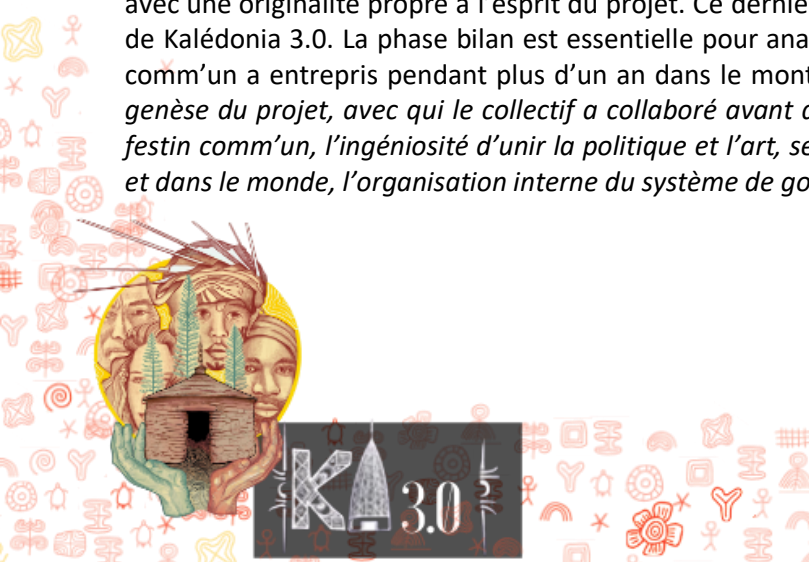 avec une originalité propre à l'esprit du projet. Ce dernie
de Kalédonia 3.0. La phase bilan est essentielle pour ana
comm'un a entrepris pendant plus d'un an dans le mont
genèse du projet, avec qui le collectif a collaboré avant
festin comm'un, l'ingéniosité d'unir la politique et l'art, se
et dans le monde, l'organisation interne du système de go
KA 3.0